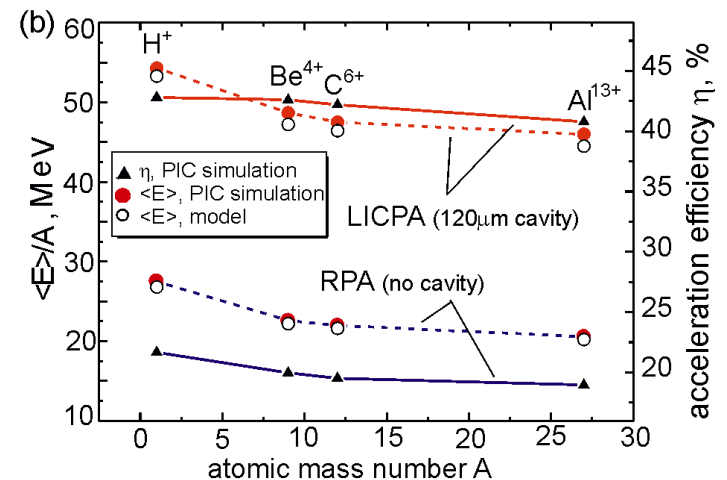 (b)
60
50
40
30
20
10
<E>/A, MeV
H+
Be4+
C6+
Al13+
η, PIC simulation
<E>, PIC simulation
<E>, model
LICPA (120μm cavity)
RPA (no cavity)
45
40
35
30
25
20
acceleration efficiency η, %
0 5 10 15 20 25 30
atomic mass number A